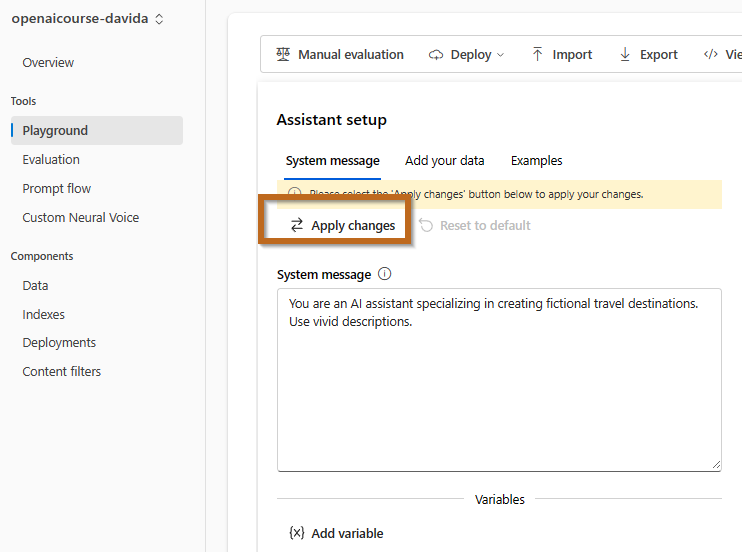 openaicourse-davida
Overview
Tools
Playground
Evaluation
Prompt flow
Custom Neural Voice
Components
Data
Indexes
Deployments
Content filters
Manual evaluation Deploy Import Export </> Vie
Assistant setup
System message Add your data Examples
Please select the 'Apply changes' button below to apply your changes.
Apply changes Reset to default
System message
You are an AI assistant specializing in creating fictional travel destinations.
Use vivid descriptions.
Variables
{x} Add variable